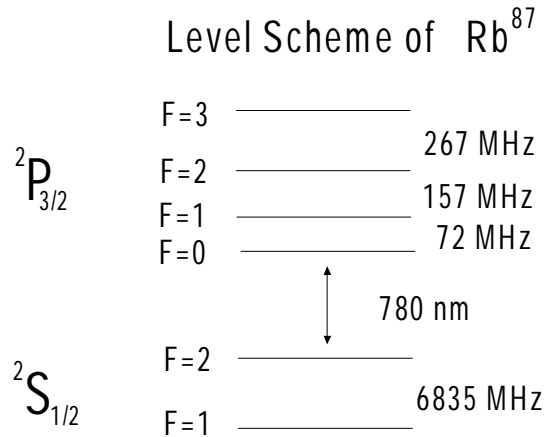 Level Scheme of Rb⁸⁷
F=3
267 MHz
²P₃/₂
F=2
157 MHz
F=1
72 MHz
F=0
780 nm
F=2
²S₁/₂
6835 MHz
F=1